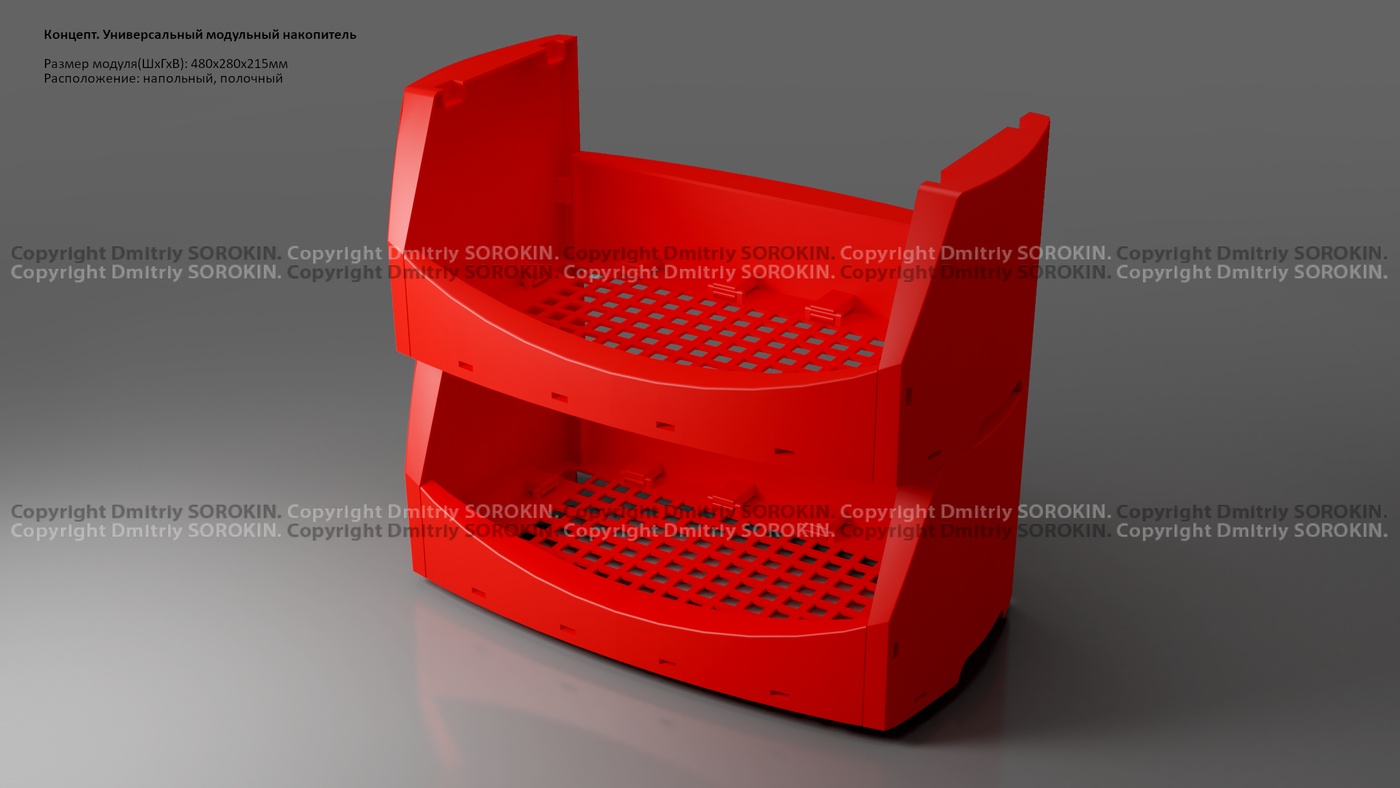 Концепт. Универсальный модульный накопитель
Размер модуля(ШхГхВ): 480х280х215мм
Расположение: напольный, полочный
Copyright Dmitriy SOROKIN. Copyright Dmitriy SOROKIN. Copyright Dmitriy SOROKIN. Copyright Dmitriy SOROKIN. Copyright Dmitriy SOROKIN.
Copyright Dmitriy SOROKIN. Copyright Dmitriy SOROKIN. Copyright Dmitriy SOROKIN. Copyright Dmitriy SOROKIN. Copyright Dmitriy SOROKIN.
Copyright Dmitriy SOROKIN. Copyright Dmitriy SOROKIN. Copyright Dmitriy SOROKIN. Copyright Dmitriy SOROKIN. Copyright Dmitriy SOROKIN.
Copyright Dmitriy SOROKIN. Copyright Dmitriy SOROKIN. Copyright Dmitriy SOROKIN. Copyright Dmitriy SOROKIN. Copyright Dmitriy SOROKIN.